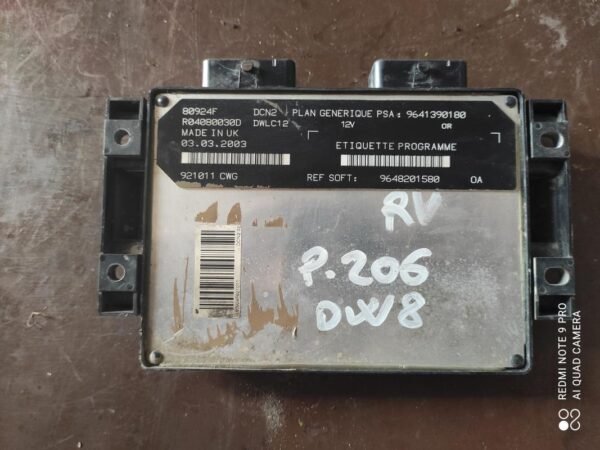 80924F DCN2 PLAN GENERIQUE PSA: 9641390180
R04080030D DWLC12 12V OR
MADE IN UK
03.03.2003 ETIQUETTE PROGRAMME
921011 CWG REF SOFT: 9648201580 OA
RV
P.206
DW8
REDMI NOTE 9 PRO
AI QUAD CAMERA